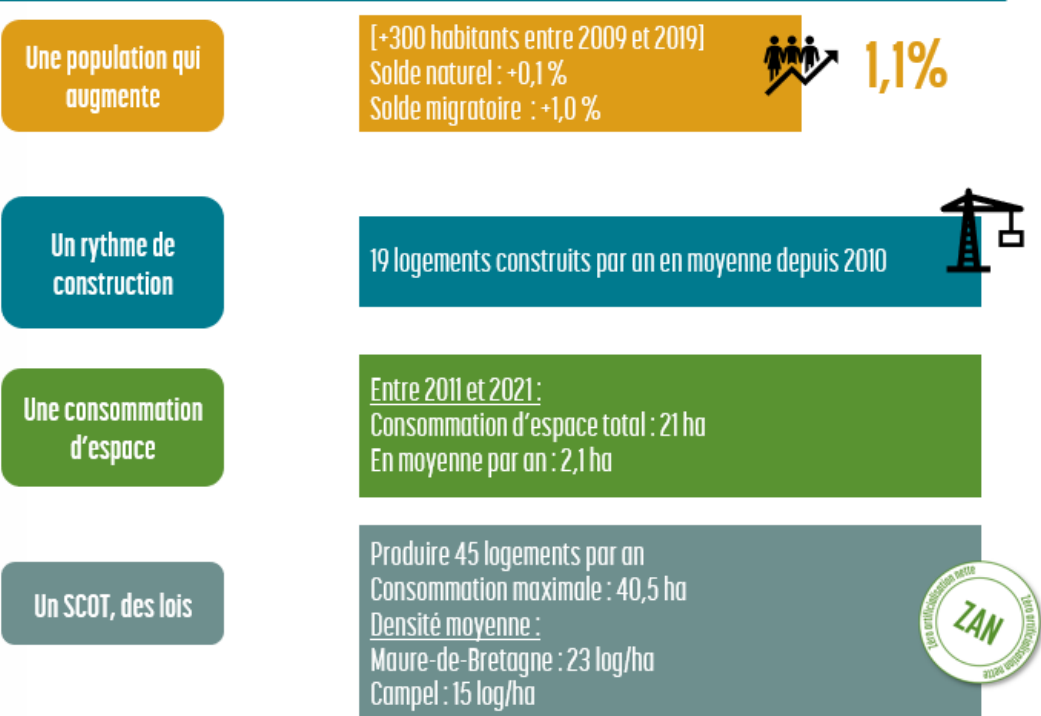 Une population qui
augmente
[+300 habitants entre 2009 et 2019]
Solde naturel : +0,1 %
Solde migratoire : +1,0 %
1,1%
Un rythme de
construction
19 logements construits par an en moyenne depuis 2010
Une consommation
d'espace
Entre 2011 et 2021 :
Consommation d'espace total : 21 ha
En moyenne par an : 2,1 ha
Un SCOT, des lois
Produire 45 logements par an
Consommation maximale : 40,5 ha
Densité moyenne :
Maure-de-Bretagne : 23 log/ha
Campel : 15 log/ha
Zéro artificialisation nette
ZAN
Zéro artificialisation nette